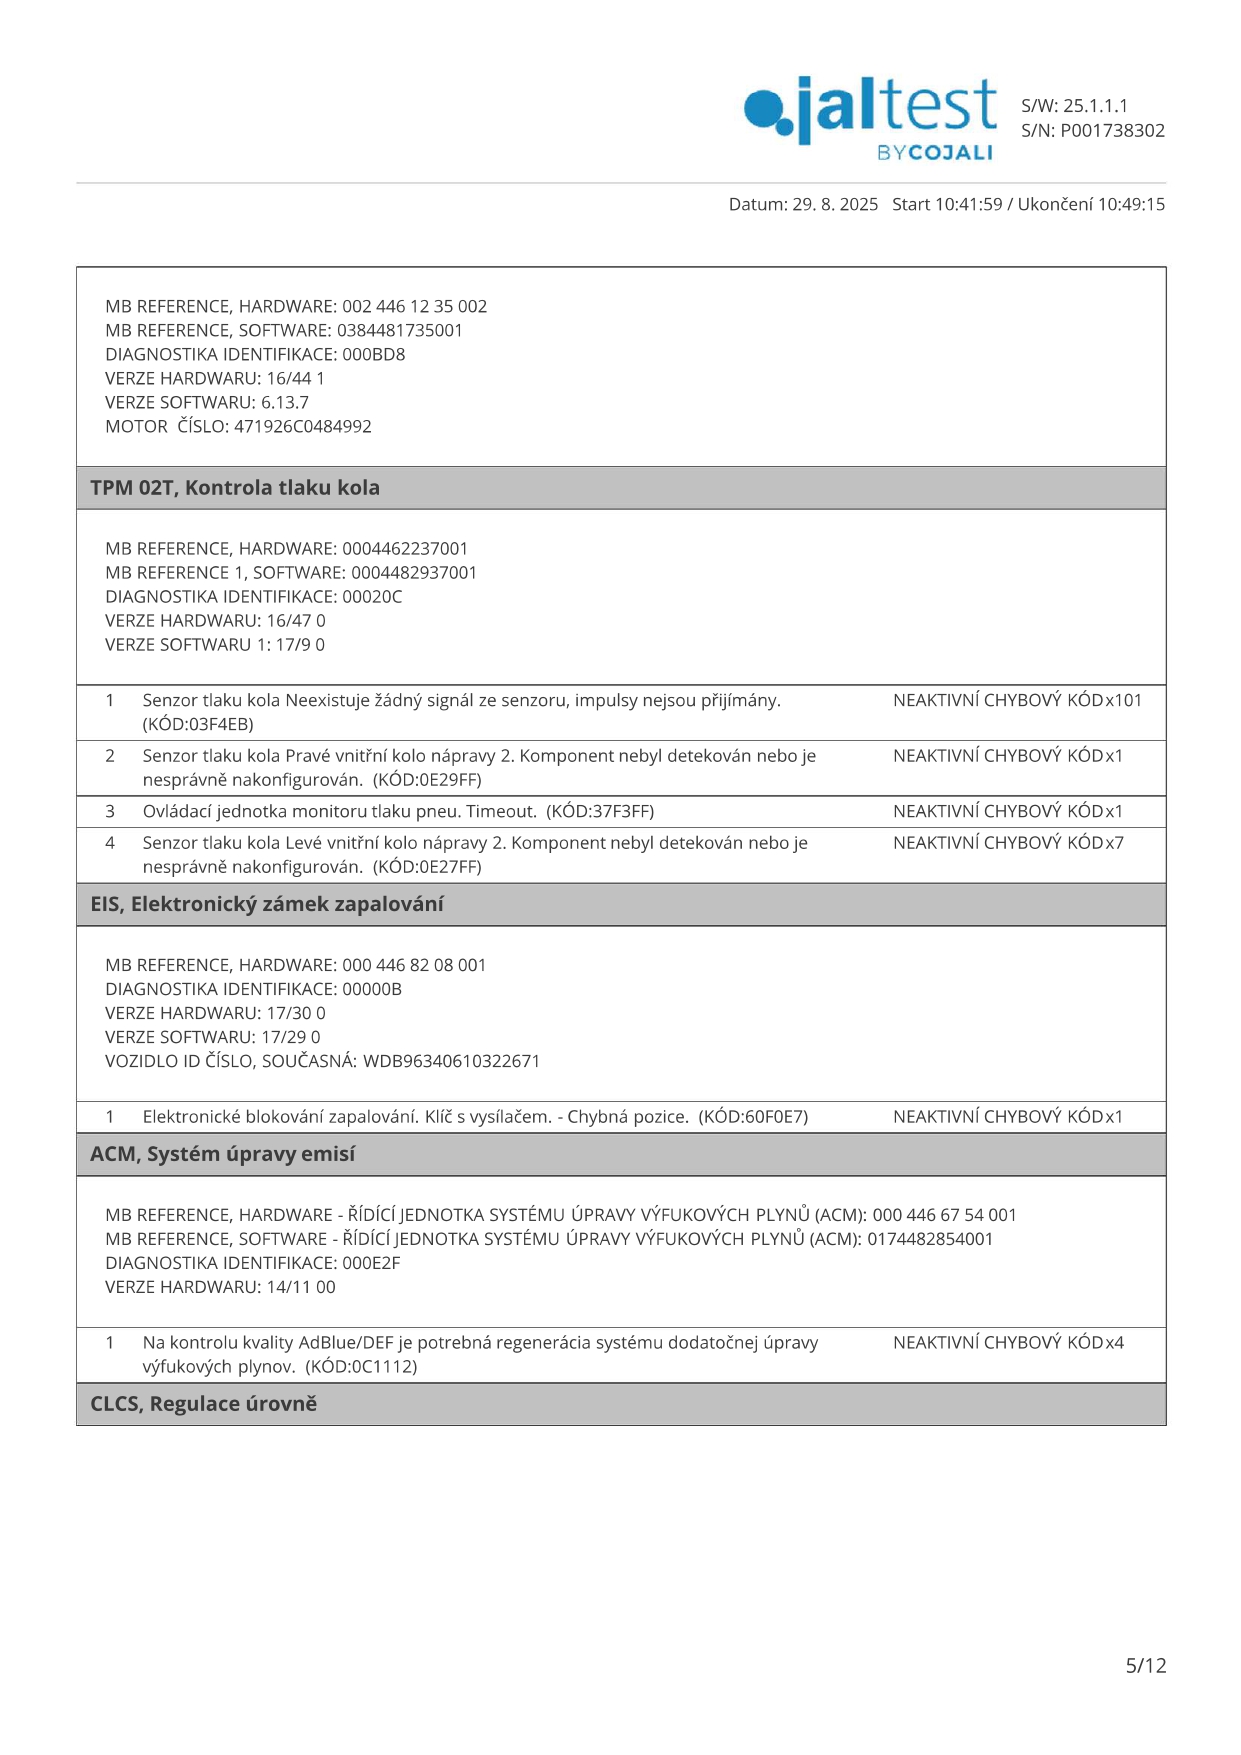 jaltest
BYCOJALI
S/W: 25.1.1.1
S/N: P001738302
Datum: 29. 8. 2025 Start 10:41:59 / Ukončení 10:49:15
MB REFERENCE, HARDWARE: 002 446 12 35 002
MB REFERENCE, SOFTWARE: 0384481735001
DIAGNOSTIKA IDENTIFIKACE: 000BD8
VERZE HARDWARU: 16/44 1
VERZE SOFTWARU: 6.13.7
MOTOR ČÍSLO: 471926C0484992
TPM 02T, Kontrola tlaku kola
MB REFERENCE, HARDWARE: 0004462237001
MB REFERENCE 1, SOFTWARE: 0004482937001
DIAGNOSTIKA IDENTIFIKACE: 00020C
VERZE HARDWARU: 16/47 0
VERZE SOFTWARU 1: 17/9 0
1 Senzor tlaku kola Neexistuje žádný signál ze senzoru, impulsy nejsou přijímány. NEAKTIVNÍ CHYBOVÝ KÓD x101
(KÓD:03F4EB)
2 Senzor tlaku kola Pravé vnitřní kolo nápravy 2. Komponent nebyl detekován nebo je NEAKTIVNÍ CHYBOVÝ KÓD x1
nesprávně nakonfigurován. (KÓD:0E29FF)
3 Ovládací jednotka monitoru tlaku pneu. Timeout. (KÓD:37F3FF) NEAKTIVNÍ CHYBOVÝ KÓD x1
4 Senzor tlaku kola Levé vnitřní kolo nápravy 2. Komponent nebyl detekován nebo je NEAKTIVNÍ CHYBOVÝ KÓD x7
nesprávně nakonfigurován. (KÓD:0E27FF)
EIS, Elektronický zámek zapalování
MB REFERENCE, HARDWARE: 000 446 82 08 001
DIAGNOSTIKA IDENTIFIKACE: 00000B
VERZE HARDWARU: 17/30 0
VERZE SOFTWARU: 17/29 0
VOZIDLO ID ČÍSLO, SOUČASNÁ: WDB96340610322671
1 Elektronické blokování zapalování. Klíč s vysílačem. - Chybná pozice. (KÓD:60F0E7) NEAKTIVNÍ CHYBOVÝ KÓD x1
ACM, Systém úpravy emisí
MB REFERENCE, HARDWARE - ŘÍDÍCÍ JEDNOTKA SYSTÉMU ÚPRAVY VÝFUKOVÝCH PLYNŮ (ACM): 000 446 67 54 001
MB REFERENCE, SOFTWARE - ŘÍDÍCÍ JEDNOTKA SYSTÉMU ÚPRAVY VÝFUKOVÝCH PLYNŮ (ACM): 0174482854001
DIAGNOSTIKA IDENTIFIKACE: 000E2F
VERZE HARDWARU: 14/11 00
1 Na kontrolu kvality AdBlue/DEF je potrebná regenerácia systému dodatočnej úpravy NEAKTIVNÍ CHYBOVÝ KÓD x4
výfukových plynov. (KÓD:0C1112)
CLCS, Regulace úrovně
5/12